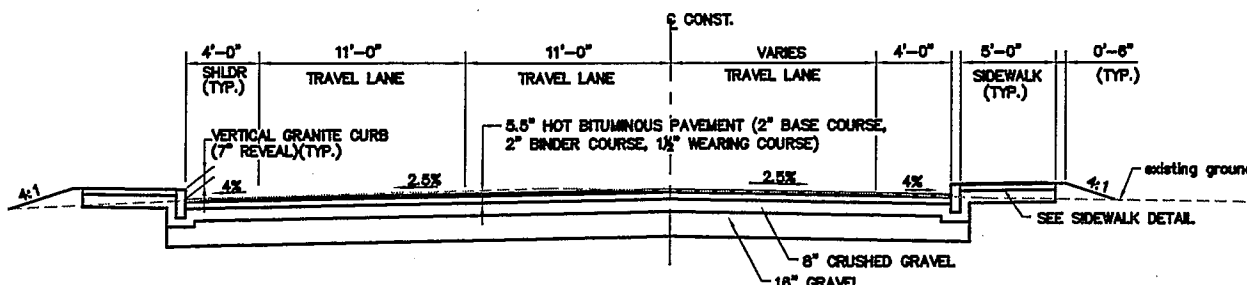 ℄ CONST.
4'-0" 11'-0" 11'-0" VARIES 4'-0" 5'-0" 0'-6"
SHLDR TRAVEL LANE TRAVEL LANE TRAVEL LANE SIDEWALK (TYP.)
(TYP.) (TYP.)
5.5" HOT BITUMINOUS PAVEMENT (2" BASE COURSE,
2" BINDER COURSE, 1½" WEARING COURSE)
VERTICAL GRANITE CURB
(7" REVEAL)(TYP.)
4:1 4% 2.5% 2.5% 4% 4:1 existing ground
SEE SIDEWALK DETAIL
8" CRUSHED GRAVEL
16" GRAVEL